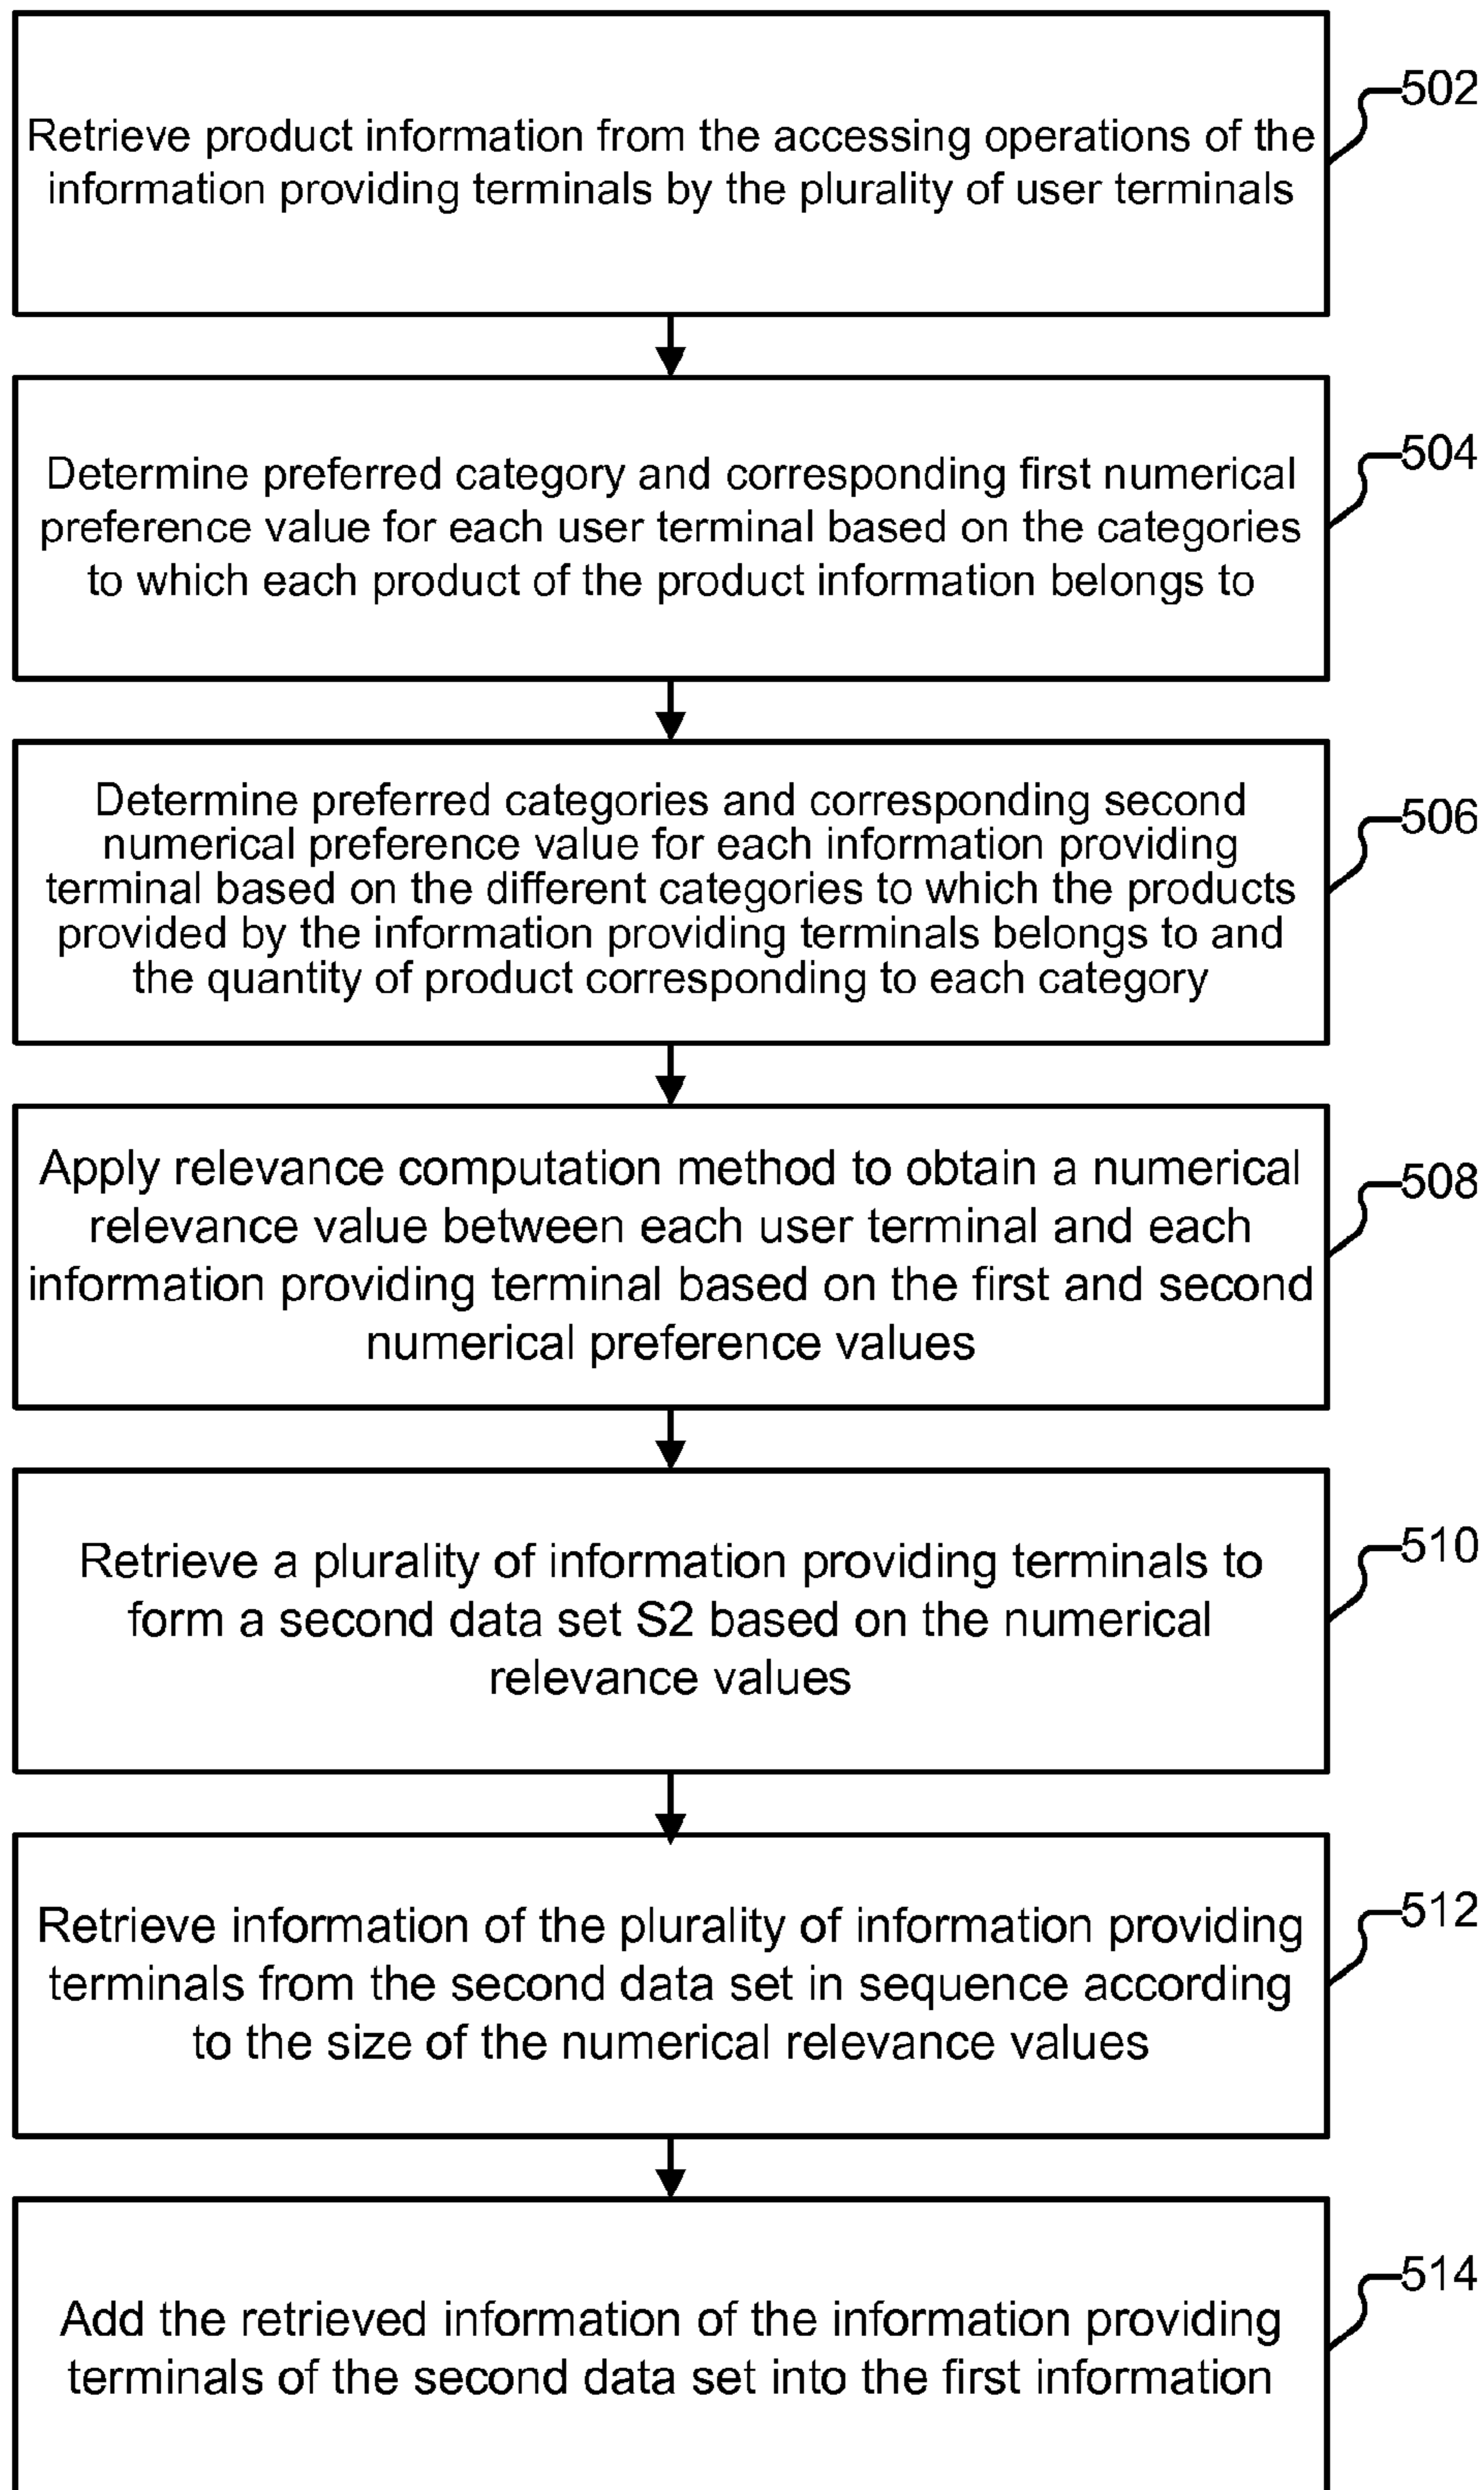 Retrieve product information from the accessing operations of the
information providing terminals by the plurality of user terminals
502
Determine preferred category and corresponding first numerical
preference value for each user terminal based on the categories
to which each product of the product information belongs to
504
Determine preferred categories and corresponding second
numerical preference value for each information providing
terminal based on the different categories to which the products
provided by the information providing terminals belongs to and
the quantity of product corresponding to each category
506
Apply relevance computation method to obtain a numerical
relevance value between each user terminal and each
information providing terminal based on the first and second
numerical preference values
508
Retrieve a plurality of information providing terminals to
form a second data set S2 based on the numerical
relevance values
510
Retrieve information of the plurality of information providing
terminals from the second data set in sequence according
to the size of the numerical relevance values
512
Add the retrieved information of the information providing
terminals of the second data set into the first information
514